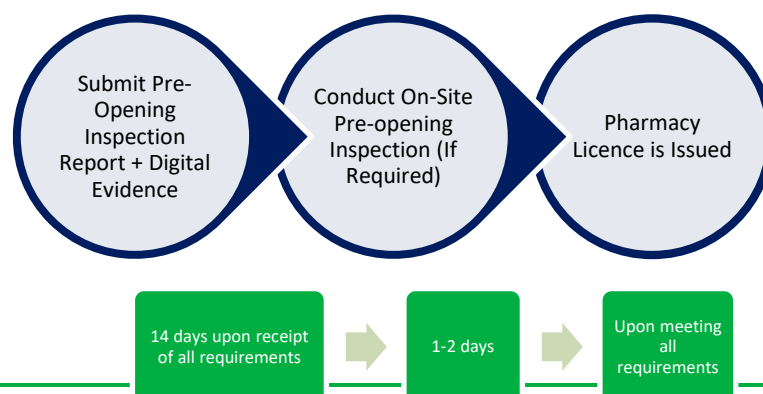 Submit Pre-
Opening
Inspection
Report + Digital
Evidence
Conduct On-Site
Pre-opening
Inspection (If
Required)
Pharmacy
Licence is Issued
14 days upon receipt
of all requirements
1-2 days
Upon meeting
all
requirements